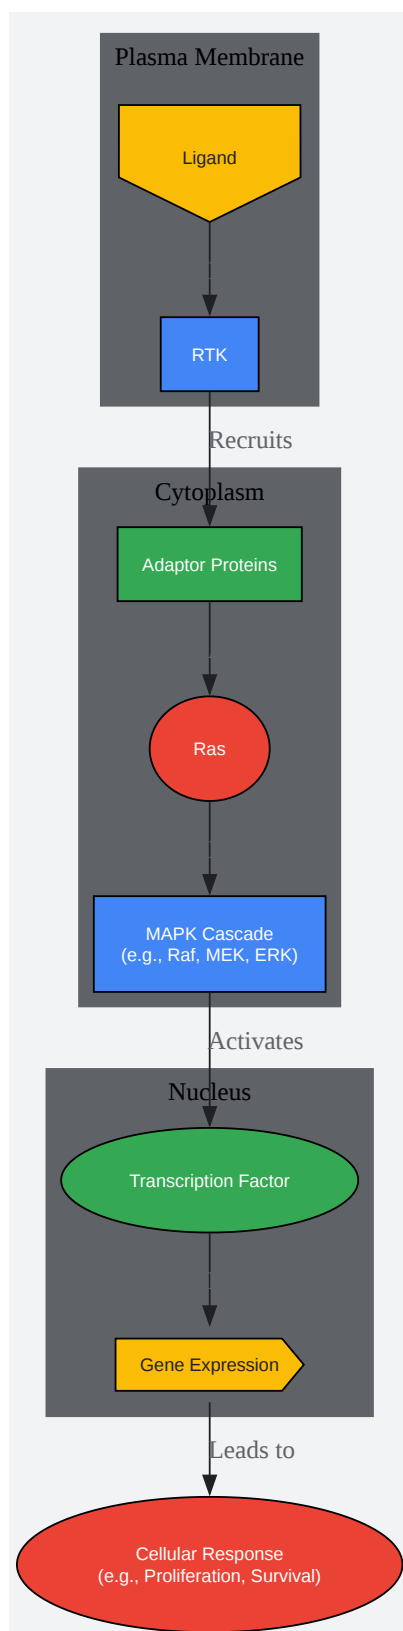 Plasma Membrane
Ligand
RTK
Recruits
Cytoplasm
Adaptor Proteins
Ras
MAPK Cascade
(e.g., Raf, MEK, ERK)
Activates
Nucleus
Transcription Factor
Gene Expression
Leads to
Cellular Response
(e.g., Proliferation, Survival)